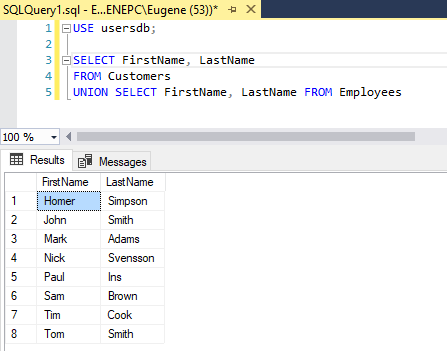 SQLQuery1.sql - E...ENEPC\Eugene (53))*
1 USE usersdb;
2
3 SELECT FirstName, LastName
4 FROM Customers
5 UNION SELECT FirstName, LastName FROM Employees
100 %
Results Messages
FirstName LastName
1 Homer Simpson
2 John Smith
3 Mark Adams
4 Nick Svensson
5 Paul Ins
6 Sam Brown
7 Tim Cook
8 Tom Smith